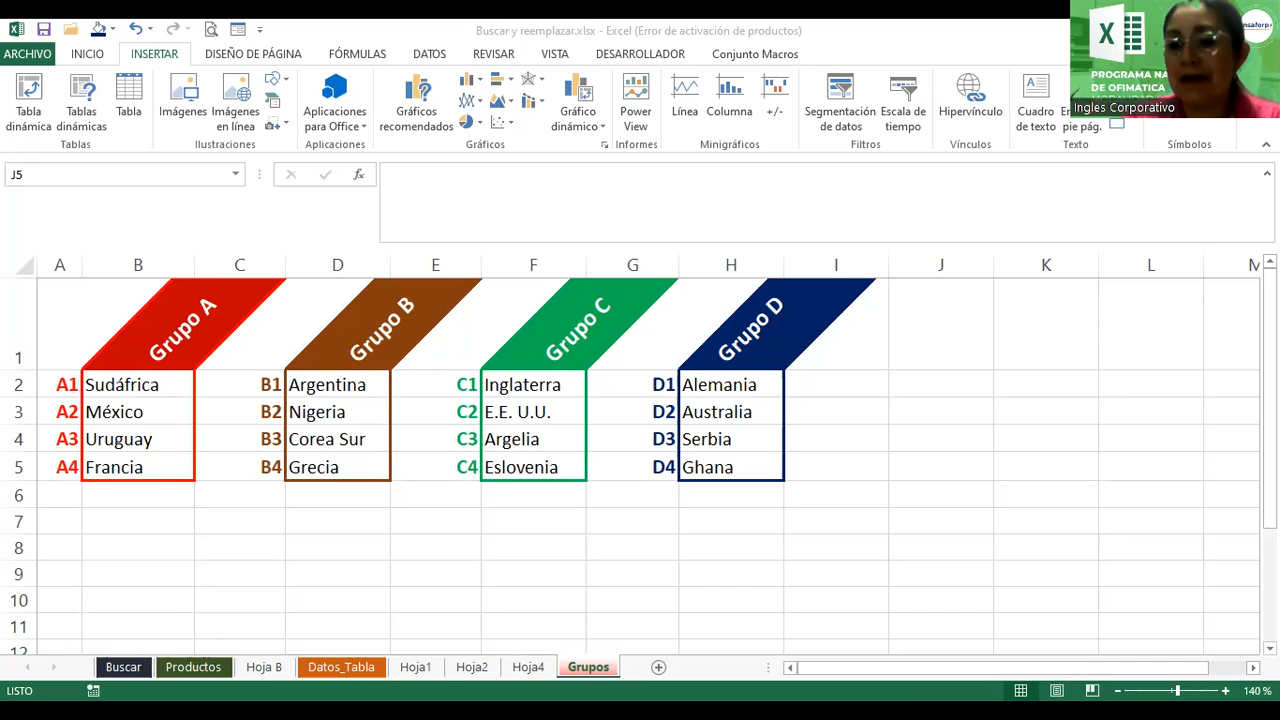 Buscar y reemplazar.xlsx - Excel (Error de activación de productos)
ARCHIVO INICIO INSERTAR DISEÑO DE PÁGINA FÓRMULAS DATOS REVISAR VISTA DESARROLLADOR Conjunto Macros
Tabla dinámica
Tablas dinámicas
Tabla
Imágenes
Imágenes en línea
Aplicaciones para Office
Gráficos recomendados
Gráfico dinámico
Power View
Línea
Columna
+/-
Segmentación de datos
Escala de tiempo
Hipervínculo
Cuadro de texto
pie pág.
Tablas Ilustraciones Aplicaciones Gráficos Informes Minigráficos Filtros Vínculos Texto Símbolos
PROGRAMA NA
DE OFIMÁTICA
Ingles Corporativo
J5
fx
A B C D E F G H I J K L M
Grupo A Grupo B Grupo C Grupo D
1
2 A1 Sudáfrica B1 Argentina C1 Inglaterra D1 Alemania
3 A2 México B2 Nigeria C2 E.E. U.U. D2 Australia
4 A3 Uruguay B3 Corea Sur C3 Argelia D3 Serbia
5 A4 Francia B4 Grecia C4 Eslovenia D4 Ghana
6
7
8
9
10
11
12
Buscar Productos Hoja B Datos_Tabla Hoja1 Hoja2 Hoja4 Grupos
LISTO
140 %